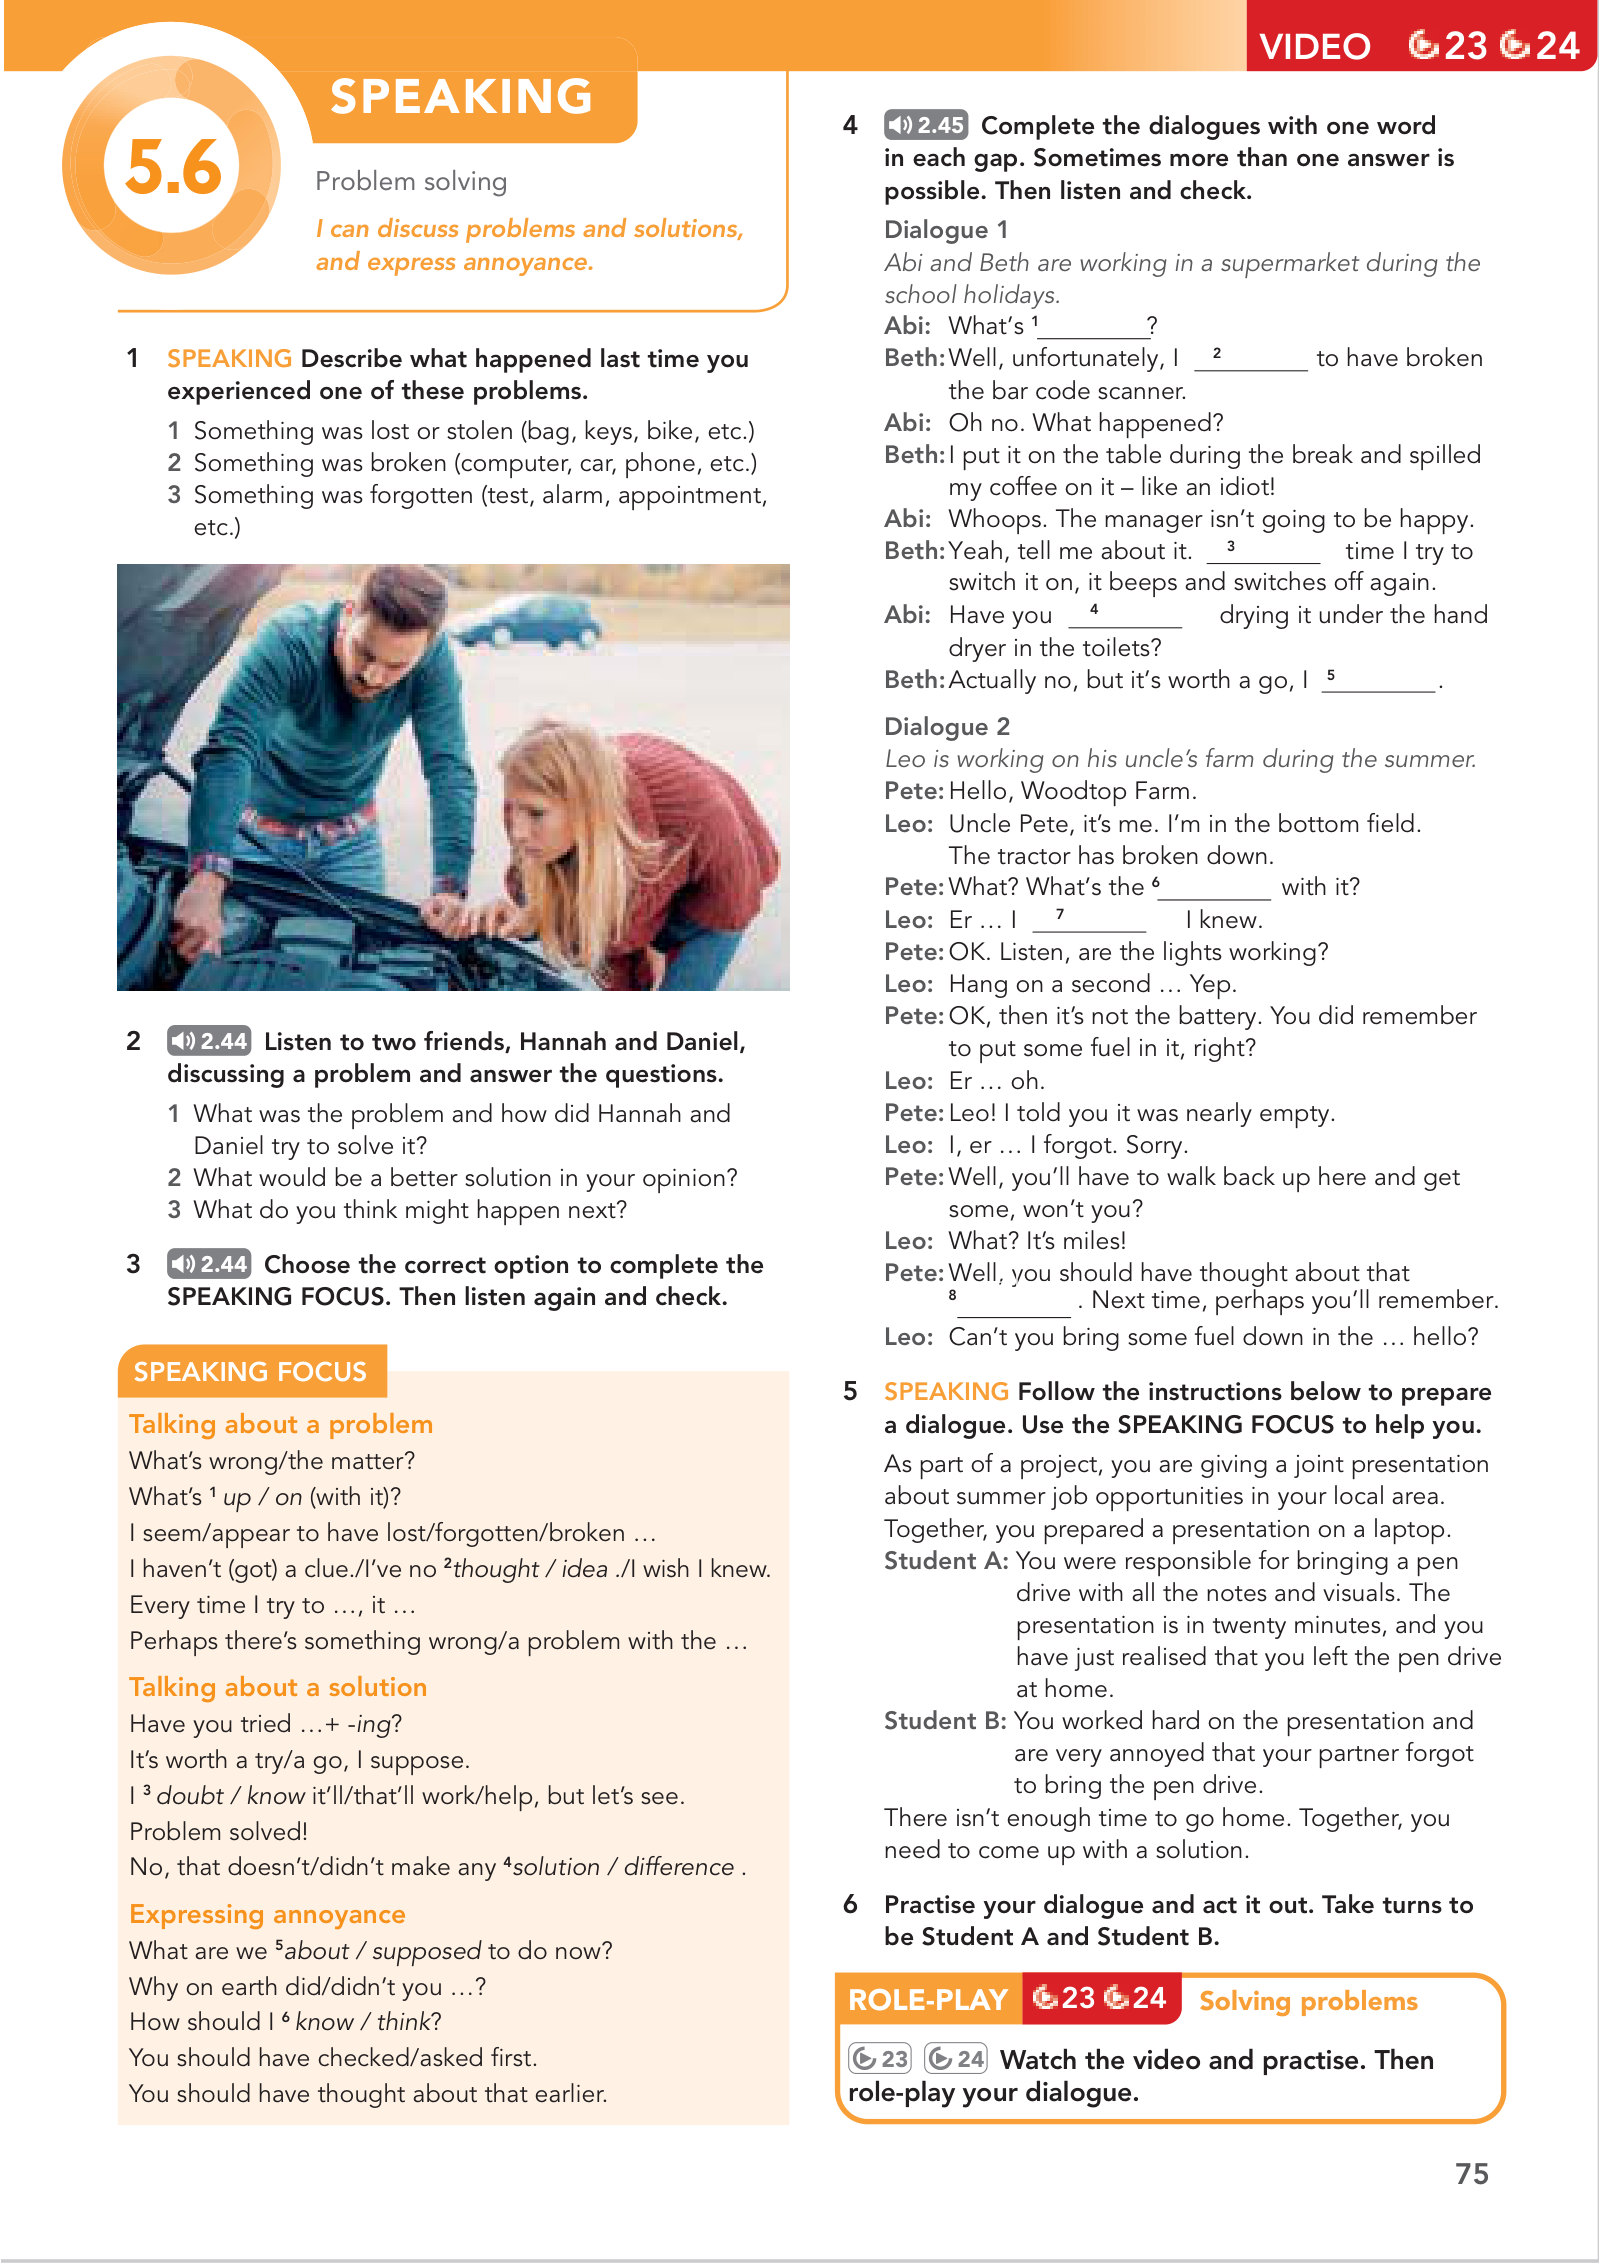 VIDEO 23 24
SPEAKING
5.6
Problem solving
I can discuss problems and solutions,
and express annoyance.
1 SPEAKING Describe what happened last time you
experienced one of these problems.
1 Something was lost or stolen (bag, keys, bike, etc.)
2 Something was broken (computer, car, phone, etc.)
3 Something was forgotten (test, alarm, appointment,
etc.)
2 2.44 Listen to two friends, Hannah and Daniel,
discussing a problem and answer the questions.
1 What was the problem and how did Hannah and
Daniel try to solve it?
2 What would be a better solution in your opinion?
3 What do you think might happen next?
3 2.44 Choose the correct option to complete the
SPEAKING FOCUS. Then listen again and check.
SPEAKING FOCUS
Talking about a problem
What's wrong/the matter?
What's ¹ up / on (with it)?
I seem/appear to have lost/forgotten/broken …
I haven't (got) a clue./I've no ²thought / idea ./I wish I knew.
Every time I try to …, it …
Perhaps there's something wrong/a problem with the …
Talking about a solution
Have you tried …+ -ing?
It's worth a try/a go, I suppose.
I ³ doubt / know it'll/that'll work/help, but let's see.
Problem solved!
No, that doesn't/didn't make any ⁴solution / difference .
Expressing annoyance
What are we ⁵about / supposed to do now?
Why on earth did/didn't you …?
How should I ⁶ know / think?
You should have checked/asked first.
You should have thought about that earlier.
4 2.45 Complete the dialogues with one word
in each gap. Sometimes more than one answer is
possible. Then listen and check.
Dialogue 1
Abi and Beth are working in a supermarket during the
school holidays.
Abi: What's ¹ ________?
Beth: Well, unfortunately, I ² ________ to have broken
the bar code scanner.
Abi: Oh no. What happened?
Beth: I put it on the table during the break and spilled
my coffee on it – like an idiot!
Abi: Whoops. The manager isn't going to be happy.
Beth: Yeah, tell me about it. ³ ________ time I try to
switch it on, it beeps and switches off again.
Abi: Have you ⁴ ________ drying it under the hand
dryer in the toilets?
Beth: Actually no, but it's worth a go, I ⁵ ________.
Dialogue 2
Leo is working on his uncle's farm during the summer.
Pete: Hello, Woodtop Farm.
Leo: Uncle Pete, it's me. I'm in the bottom field.
The tractor has broken down.
Pete: What? What's the ⁶ ________ with it?
Leo: Er … I ⁷ ________ I knew.
Pete: OK. Listen, are the lights working?
Leo: Hang on a second … Yep.
Pete: OK, then it's not the battery. You did remember
to put some fuel in it, right?
Leo: Er … oh.
Pete: Leo! I told you it was nearly empty.
Leo: I, er … I forgot. Sorry.
Pete: Well, you'll have to walk back up here and get
some, won't you?
Leo: What? It's miles!
Pete: Well, you should have thought about that
⁸ ________ . Next time, perhaps you'll remember.
Leo: Can't you bring some fuel down in the … hello?
5 SPEAKING Follow the instructions below to prepare
a dialogue. Use the SPEAKING FOCUS to help you.
As part of a project, you are giving a joint presentation
about summer job opportunities in your local area.
Together, you prepared a presentation on a laptop.
Student A: You were responsible for bringing a pen
drive with all the notes and visuals. The
presentation is in twenty minutes, and you
have just realised that you left the pen drive
at home.
Student B: You worked hard on the presentation and
are very annoyed that your partner forgot
to bring the pen drive.
There isn't enough time to go home. Together, you
need to come up with a solution.
6 Practise your dialogue and act it out. Take turns to
be Student A and Student B.
ROLE-PLAY 23 24 Solving problems
23 24 Watch the video and practise. Then
role-play your dialogue.
75